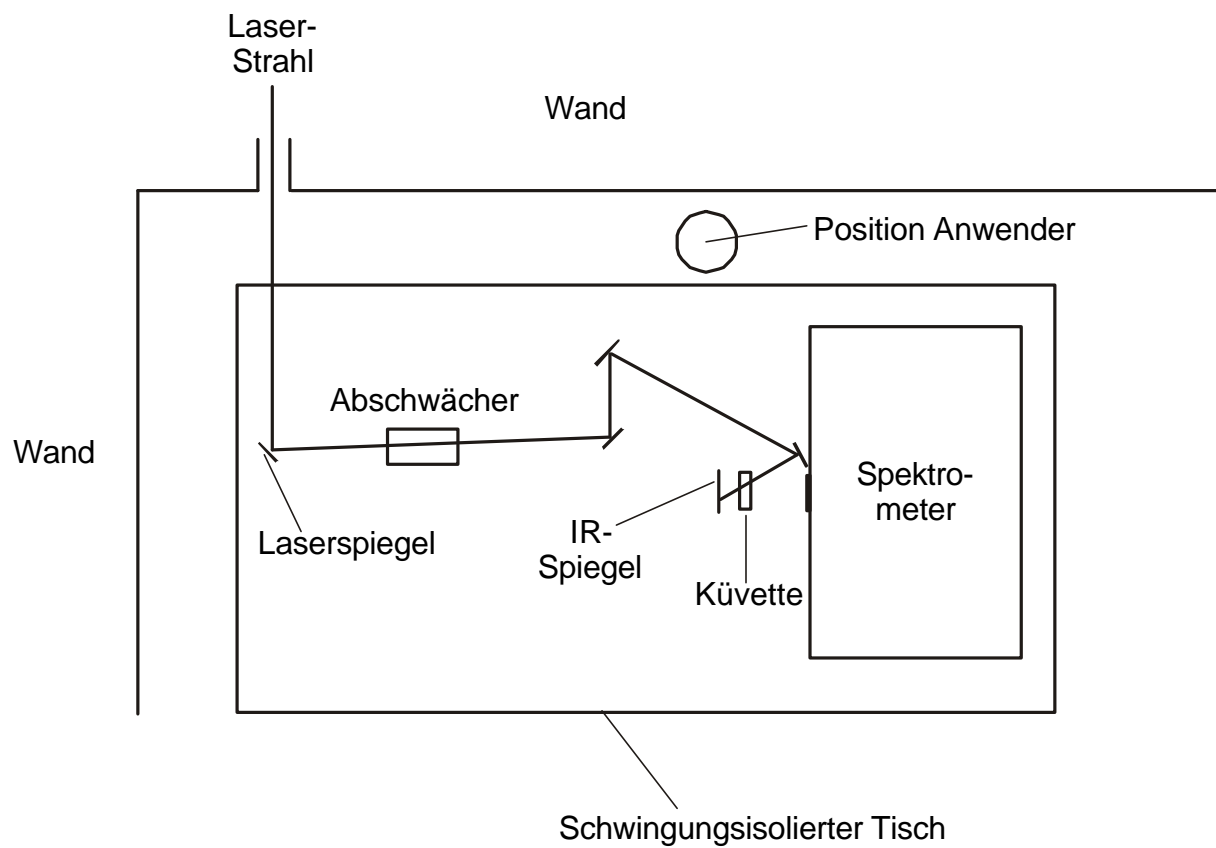 Laser-
Strahl
Wand
Position Anwender
Abschwächer
Wand
Spektro-
meter
Laserspiegel
IR-
Spiegel
Küvette
Schwingungsisolierter Tisch